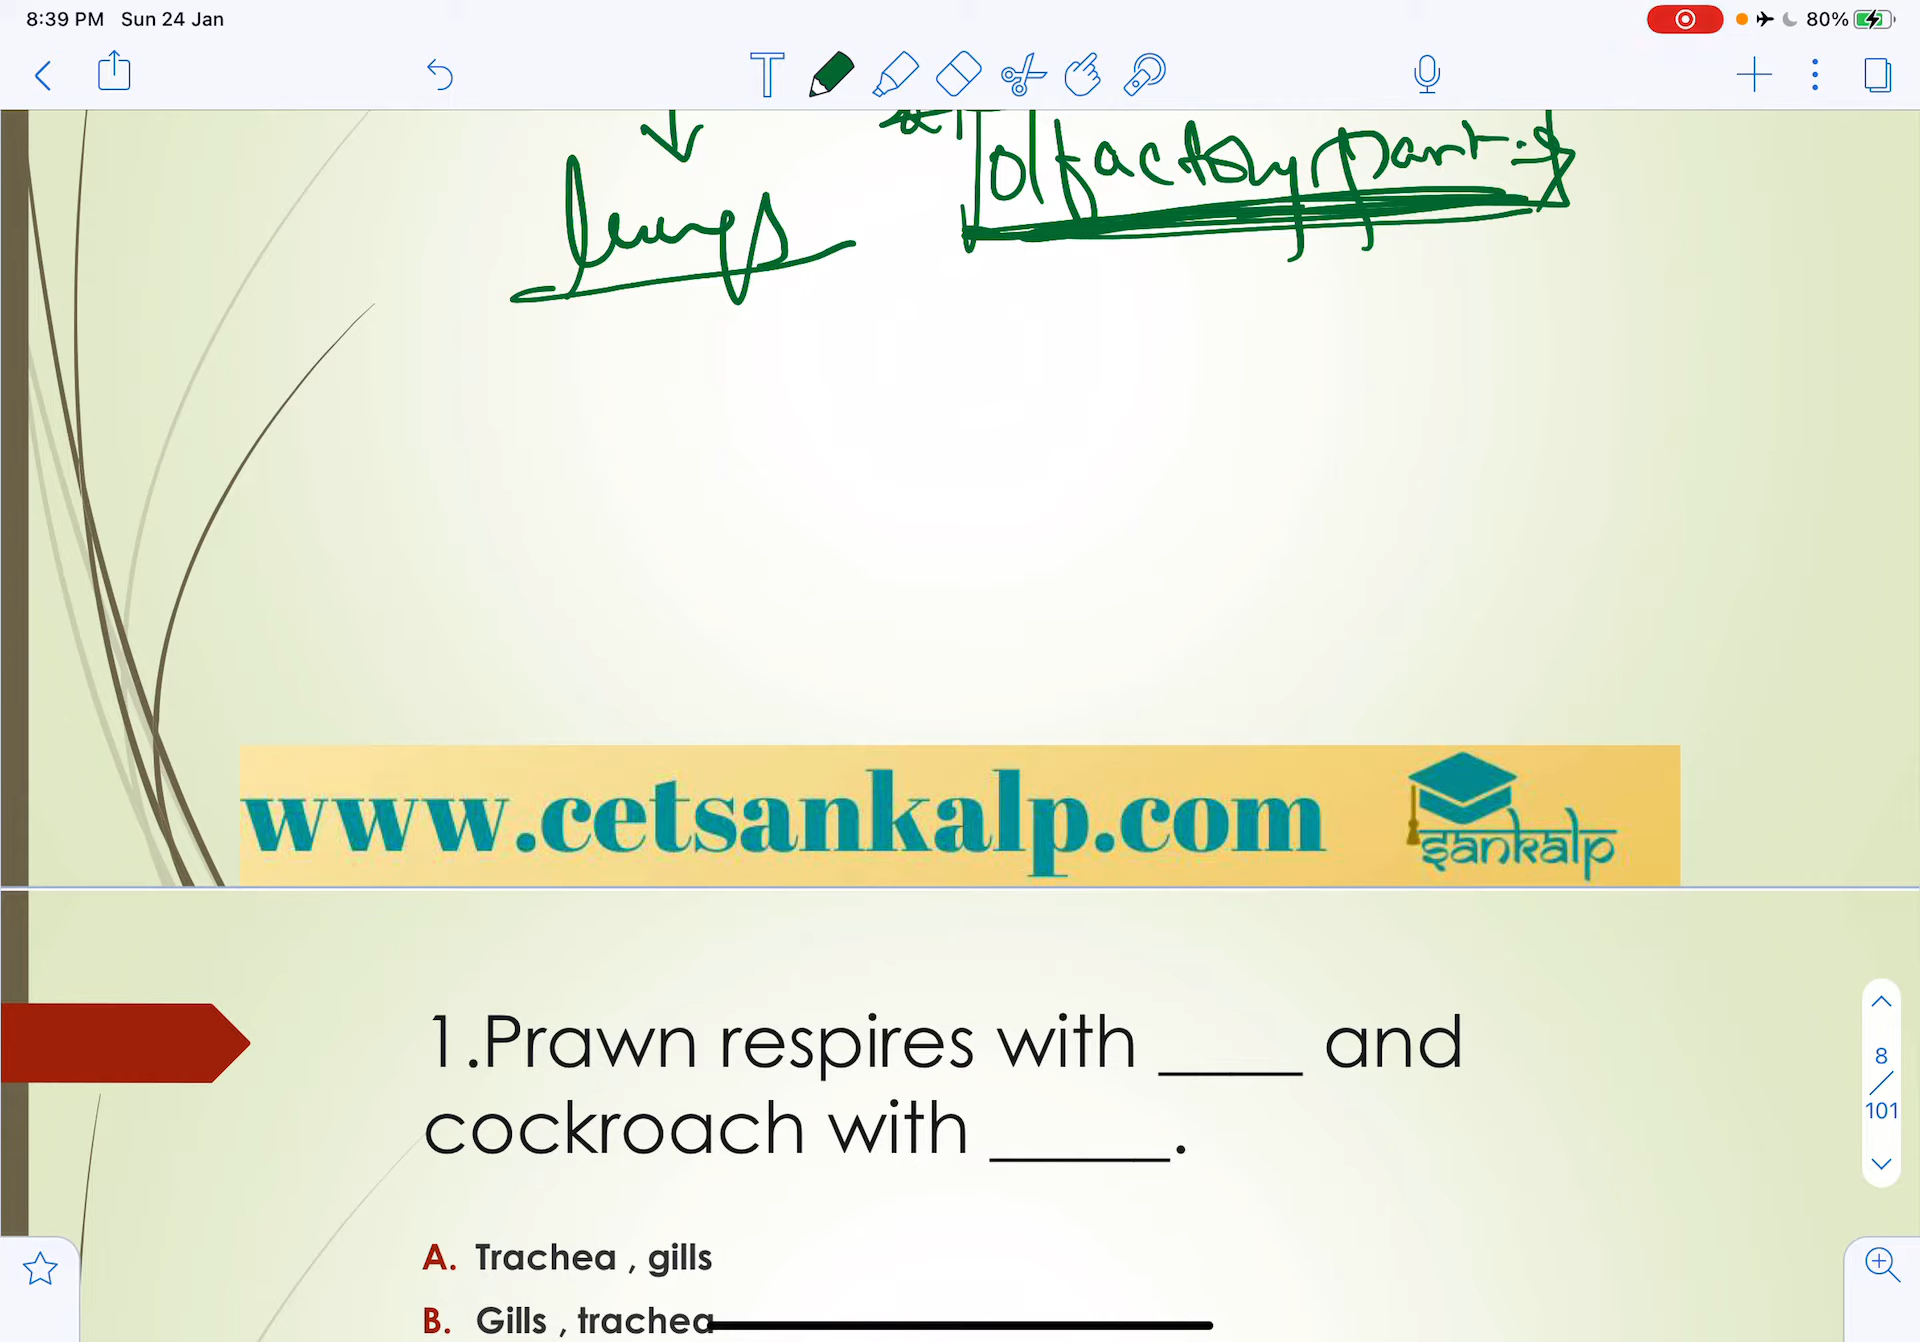 8:39 PM Sun 24 Jan
80%
T
olfactory part:-
lungs
www.cetsankalp.com
sankalp
1.Prawn respires with ____ and
cockroach with _____.
8
101
A. Trachea , gills
B. Gills , trachea